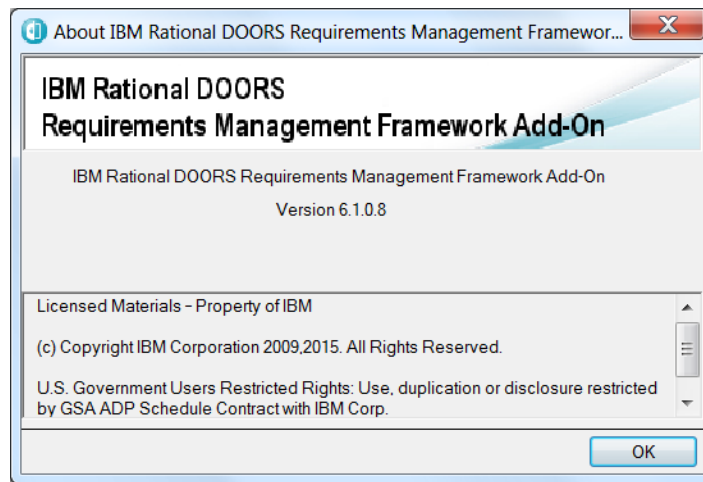 About IBM Rational DOORS Requirements Management Framewor...
IBM Rational DOORS
Requirements Management Framework Add-On
IBM Rational DOORS Requirements Management Framework Add-On
Version 6.1.0.8
Licensed Materials – Property of IBM
(c) Copyright IBM Corporation 2009,2015. All Rights Reserved.
U.S. Government Users Restricted Rights: Use, duplication or disclosure restricted
by GSA ADP Schedule Contract with IBM Corp.
OK